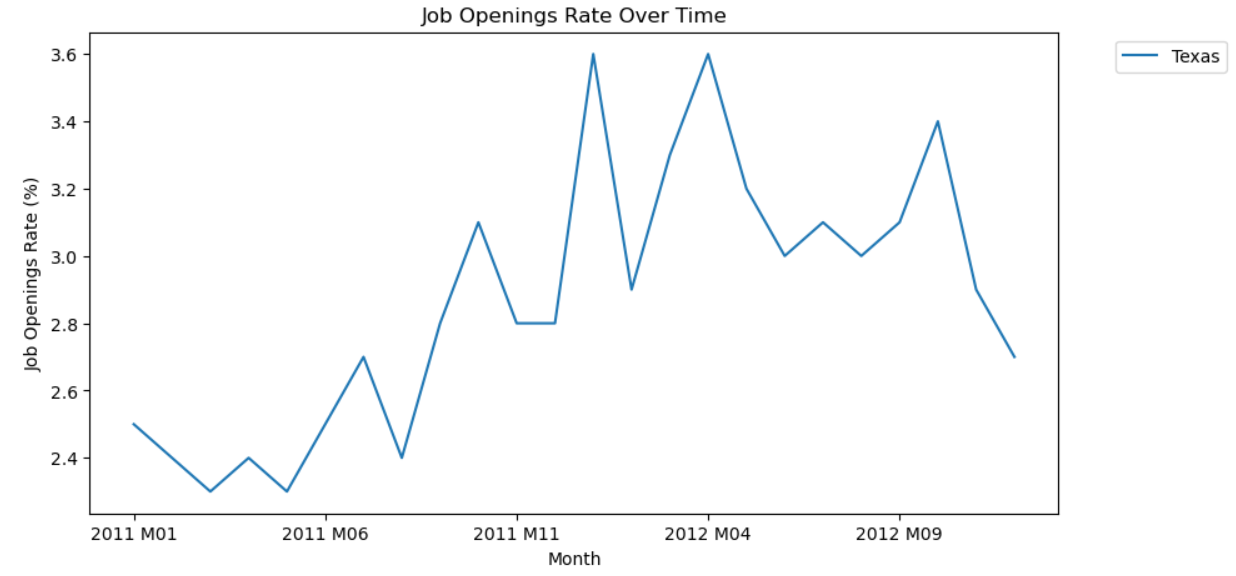 Job Openings Rate Over Time
Texas
Job Openings Rate (%)
3.6
3.4
3.2
3.0
2.8
2.6
2.4
2011 M01 2011 M06 2011 M11 2012 M04 2012 M09
Month